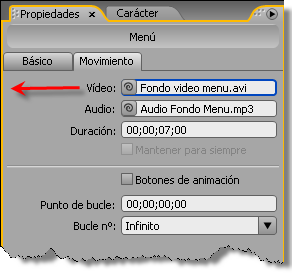 Propiedades x Carácter
Menú
Básico Movimiento
Vídeo: Fondo video menu.avi
Audio: Audio Fondo Menu.mp3
Duración: 00;00;07;00
Mantener para siempre
Botones de animación
Punto de bucle: 00;00;00;00
Bucle nº: Infinito